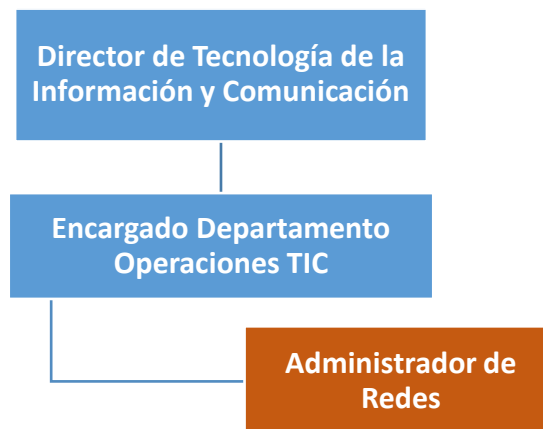 Director de Tecnología de la
Información y Comunicación
Encargado Departamento
Operaciones TIC
Administrador de
Redes